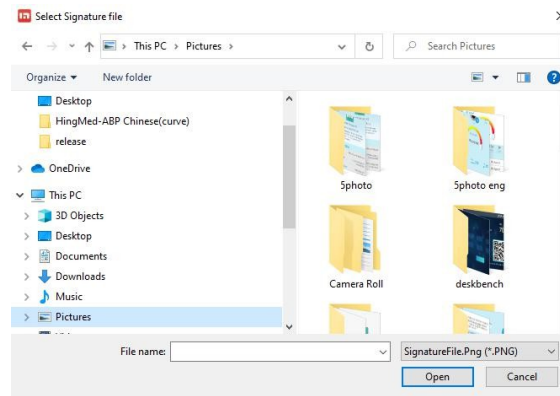 Select Signature file
This PC > Pictures >
Search Pictures
Organize
New folder
Desktop
HingMed-ABP Chinese(curve)
release
OneDrive
This PC
3D Objects
Desktop
Documents
Downloads
Music
Pictures
5photo
5photo eng
Camera Roll
deskbench
File name:
SignatureFile.Png (*.PNG)
Open
Cancel